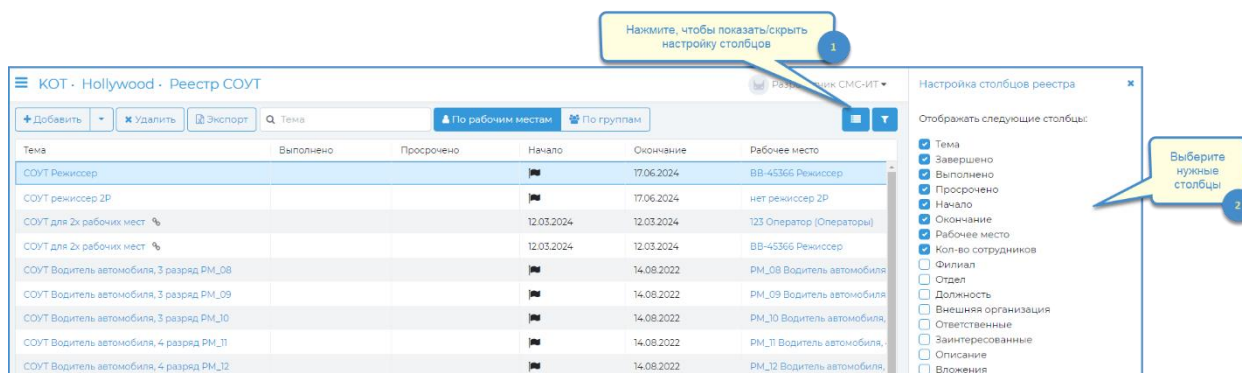 Нажмите, чтобы показать/скрыть
настройку столбцов
1
КОТ · Hollywood · Реестр СОУТ
СМС-ИТ
Настройка столбцов реестра
Добавить Удалить Экспорт Тема По рабочим местам По группам
Отображать следующие столбцы:
Тема Выполнено Просрочено Начало Окончание Рабочее место
СОУТ Режиссер 17.06.2024 ВВ-45366 Режиссер
СОУТ режиссер 2Р 17.06.2024 нет режиссер 2Р
СОУТ для 2х рабочих мест 12.03.2024 12.03.2024 123 Оператор (Операторы)
СОУТ для 2х рабочих мест 12.03.2024 12.03.2024 ВВ-45366 Режиссер
СОУТ Водитель автомобиля, 3 разряд РМ_08 14.08.2022 РМ_08 Водитель автомобиля
СОУТ Водитель автомобиля, 3 разряд РМ_09 14.08.2022 РМ_09 Водитель автомобиля
СОУТ Водитель автомобиля, 3 разряд РМ_10 14.08.2022 РМ_10 Водитель автомобиля,
СОУТ Водитель автомобиля, 4 разряд РМ_11 14.08.2022 РМ_11 Водитель автомобиля,
СОУТ Водитель автомобиля, 4 разряд РМ_12 14.08.2022 РМ_12 Водитель автомобиля,
Тема
Завершено
Выполнено
Просрочено
Начало
Окончание
Рабочее место
Кол-во сотрудников
Филиал
Отдел
Должность
Внешняя организация
Ответственные
Заинтересованные
Описание
Вложения
Выберите
нужные
столбцы
2